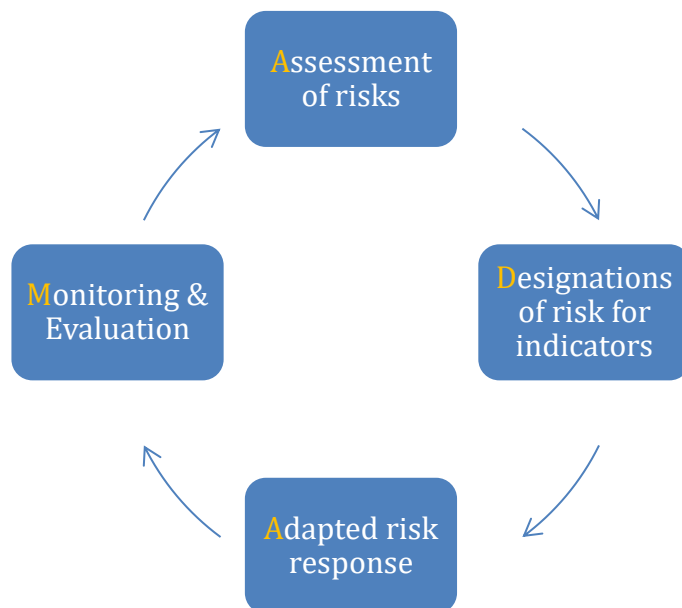 Assessment
of risks
Designations
of risk for
indicators
Adapted risk
response
Monitoring &
Evaluation